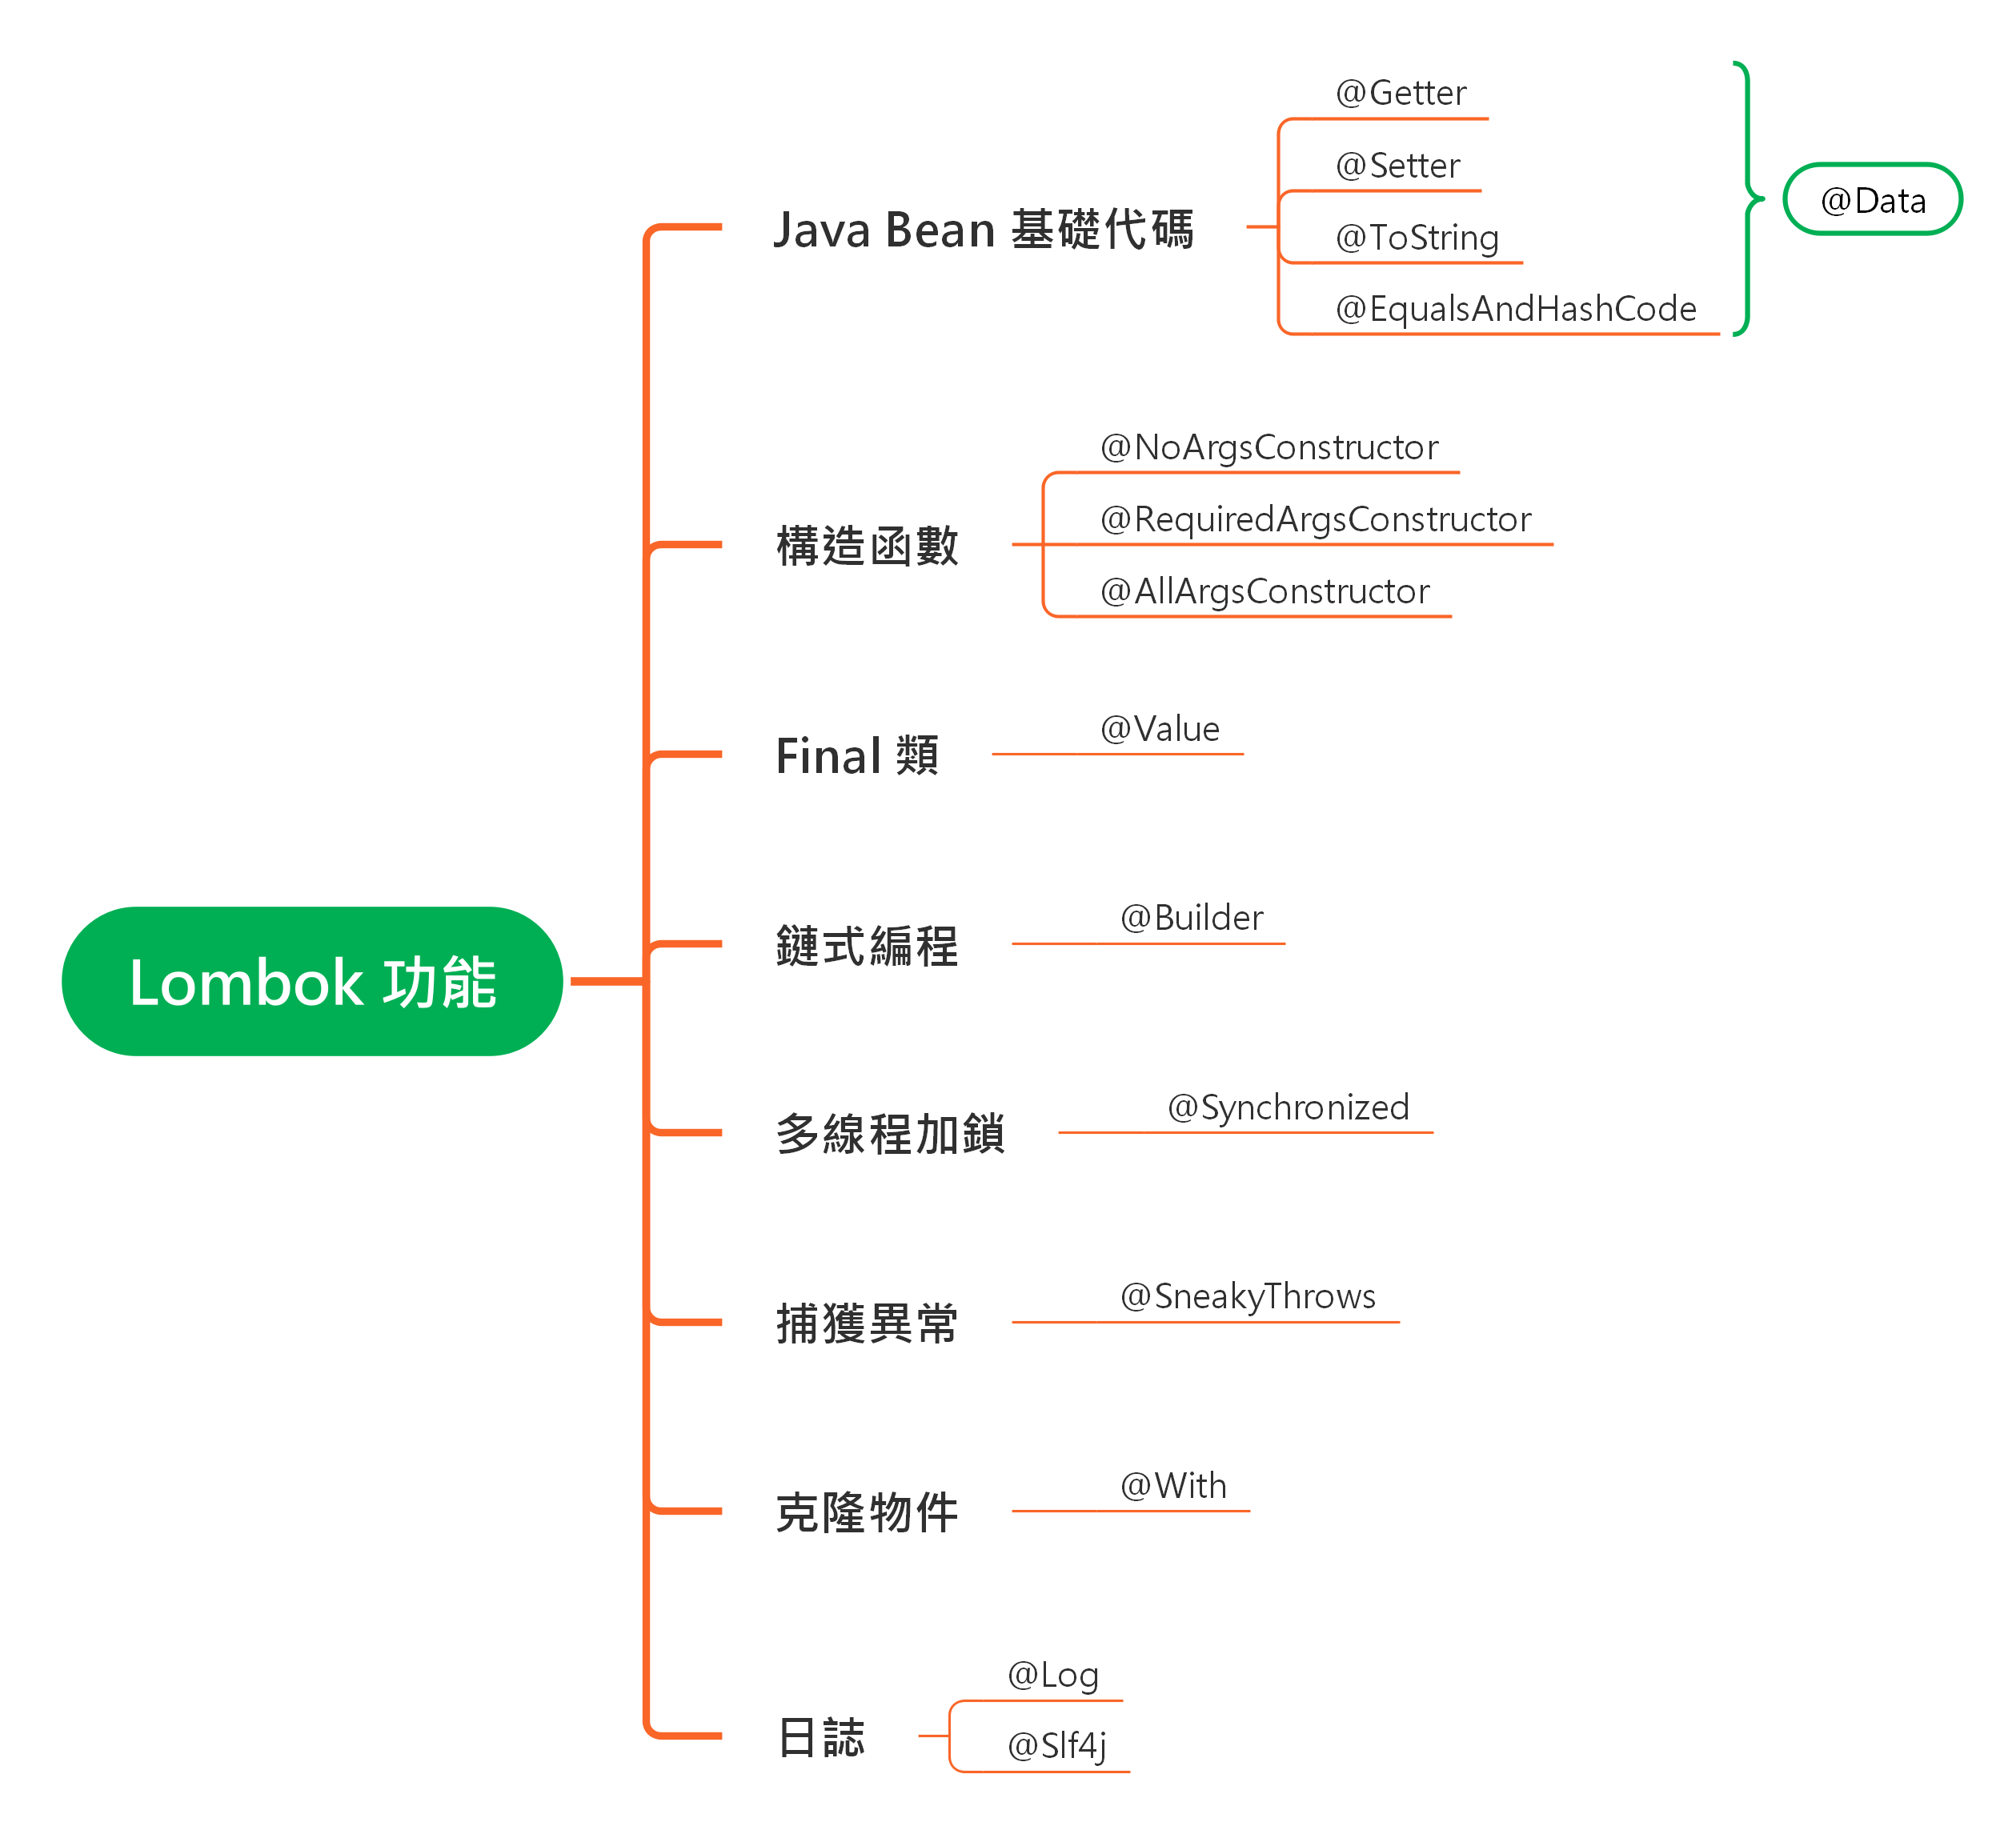 Lombok 功能
Java Bean 基礎代碼
@Getter
@Setter
@ToString
@EqualsAndHashCode
@Data
構造函數
@NoArgsConstructor
@RequiredArgsConstructor
@AllArgsConstructor
Final 類
@Value
鏈式編程
@Builder
多線程加鎖
@Synchronized
捕獲異常
@SneakyThrows
克隆物件
@With
日誌
@Log
@Slf4j